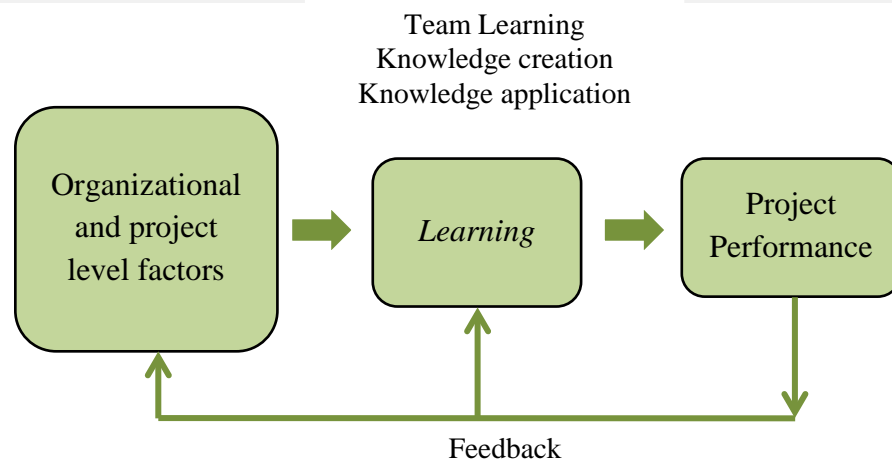 Team Learning
Knowledge creation
Knowledge application
Organizational
and project
level factors
Learning
Project
Performance
Feedback